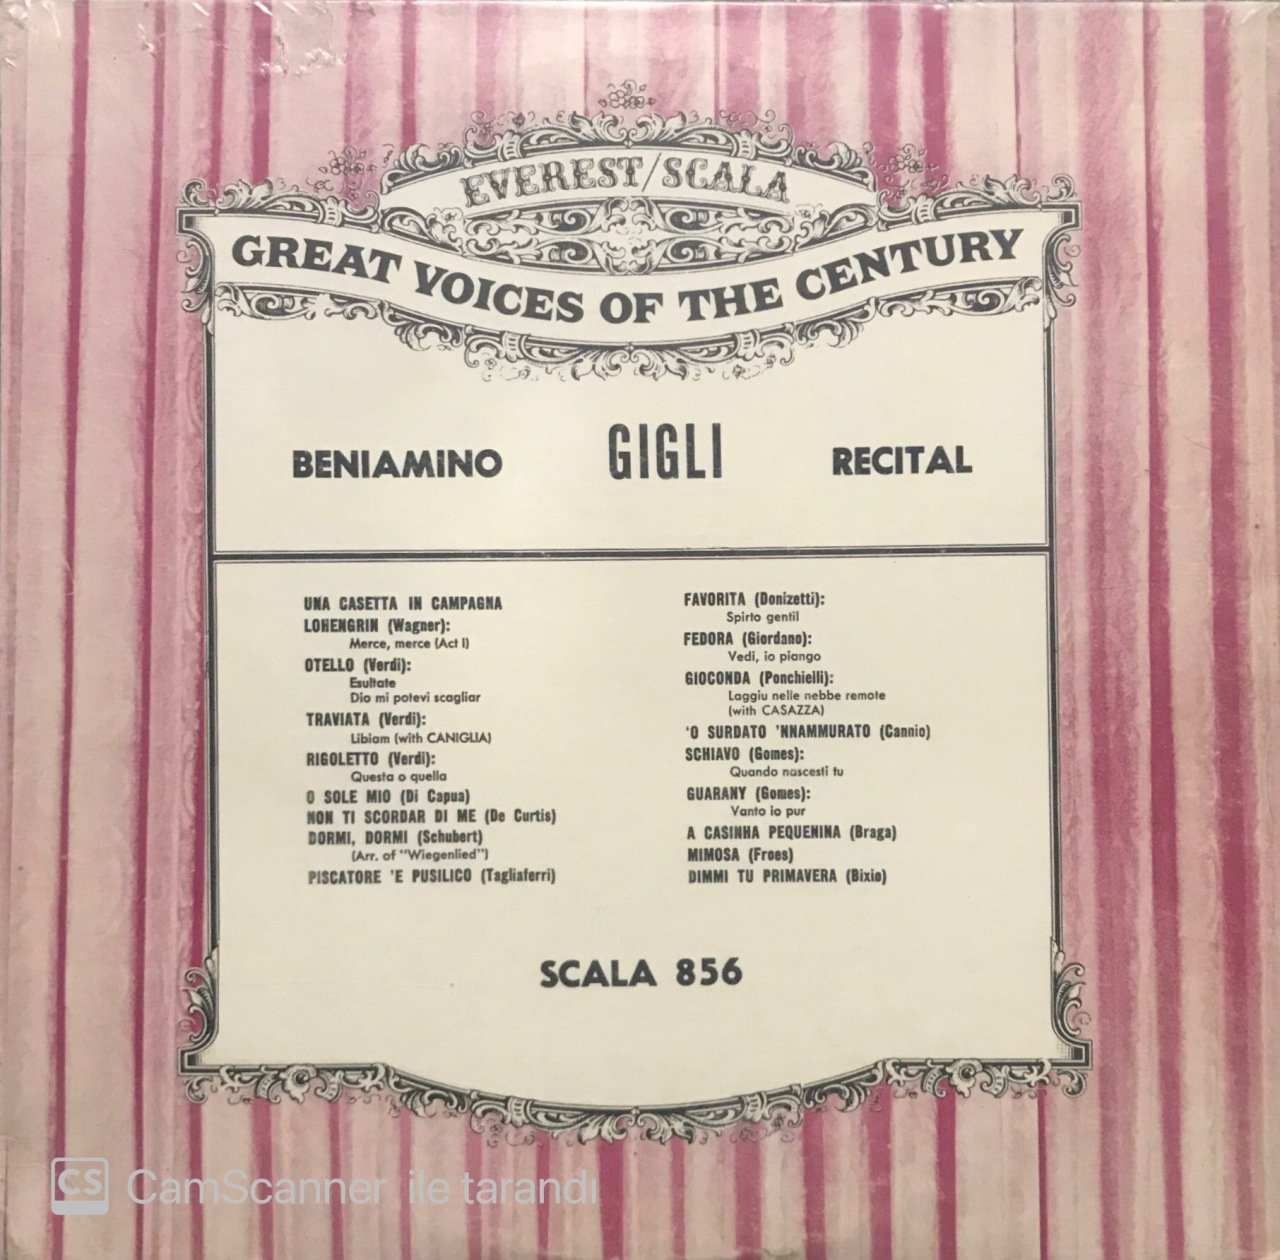 EVEREST/SCALA
GREAT VOICES OF THE CENTURY
BENIAMINO GIGLI RECITAL
UNA CASETTA IN CAMPAGNA
LOHENGRIN (Wagner):
Merce, merce (Act I)
OTELLO (Verdi):
Esultate
Dio mi potevi scagliar
TRAVIATA (Verdi):
Libiam (with CANIGLIA)
RIGOLETTO (Verdi):
Questa o quella
O SOLE MIO (Di Capua)
NON TI SCORDAR DI ME (De Curtis)
DORMI, DORMI (Schubert)
(Arr. of "Wiegenlied")
PISCATORE 'E PUSILICO (Tagliaferri)
FAVORITA (Donizetti):
Spirto gentil
FEDORA (Giordano):
Vedi, io piango
GIOCONDA (Ponchielli):
Laggiu nelle nebbe remote
(with CASAZZA)
'O SURDATO 'NNAMMURATO (Cannio)
SCHIAVO (Gomes):
Quando nascesti tu
GUARANY (Gomes):
Vanto io pur
A CASINHA PEQUENINA (Braga)
MIMOSA (Froes)
DIMMI TU PRIMAVERA (Bixio)
SCALA 856
CS CamScanner ile tarandı